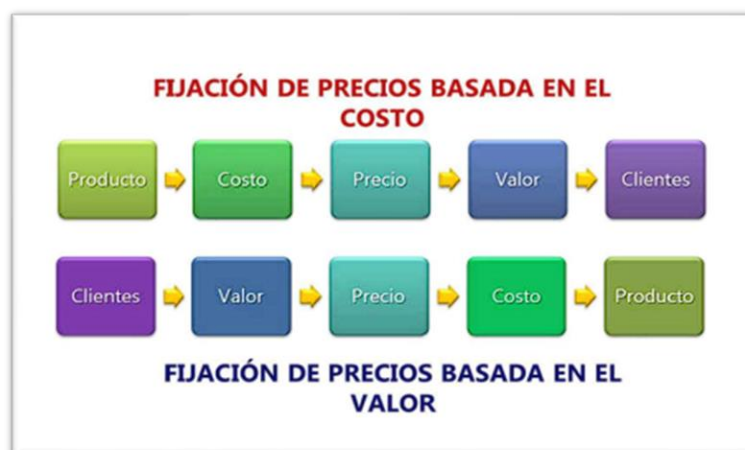 FIJACIÓN DE PRECIOS BASADA EN EL
COSTO
Producto Costo Precio Valor Clientes
Clientes Valor Precio Costo Producto
FIJACIÓN DE PRECIOS BASADA EN EL
VALOR